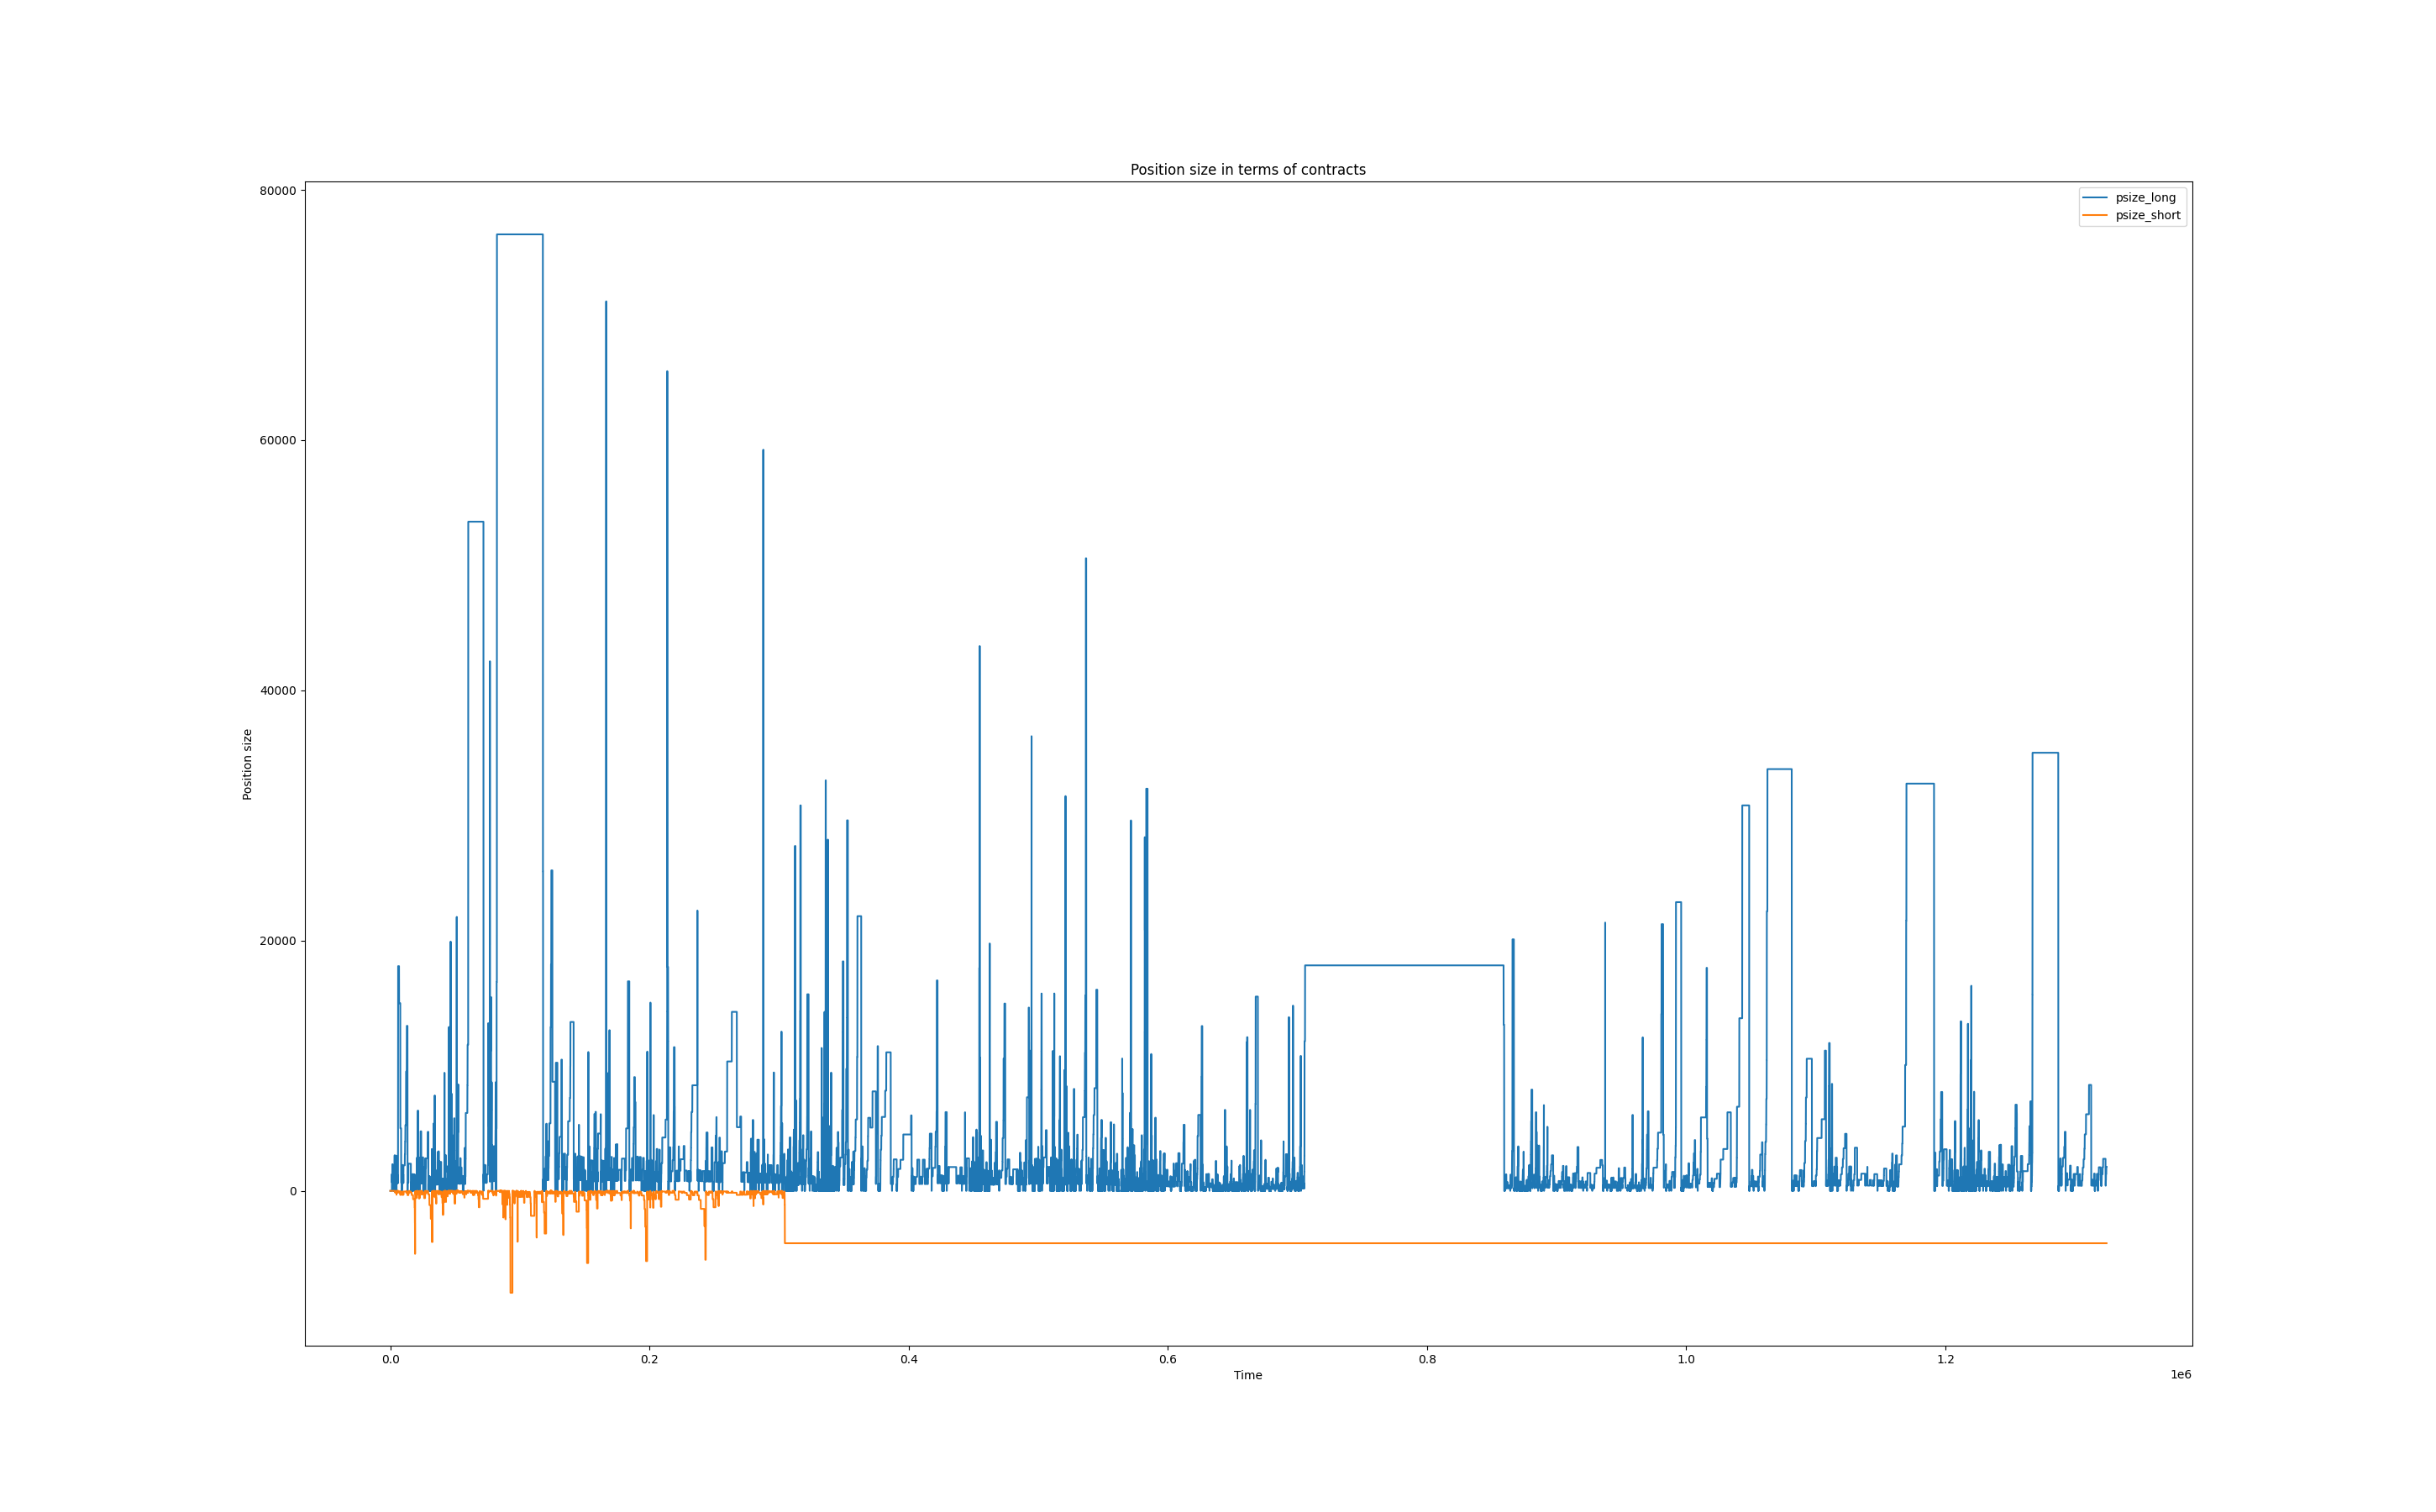 Position size in terms of contracts
psize_long
psize_short
80000
60000
40000
20000
0
Position size
0.0
0.2
0.4
0.6
0.8
1.0
1.2
1e6
Time